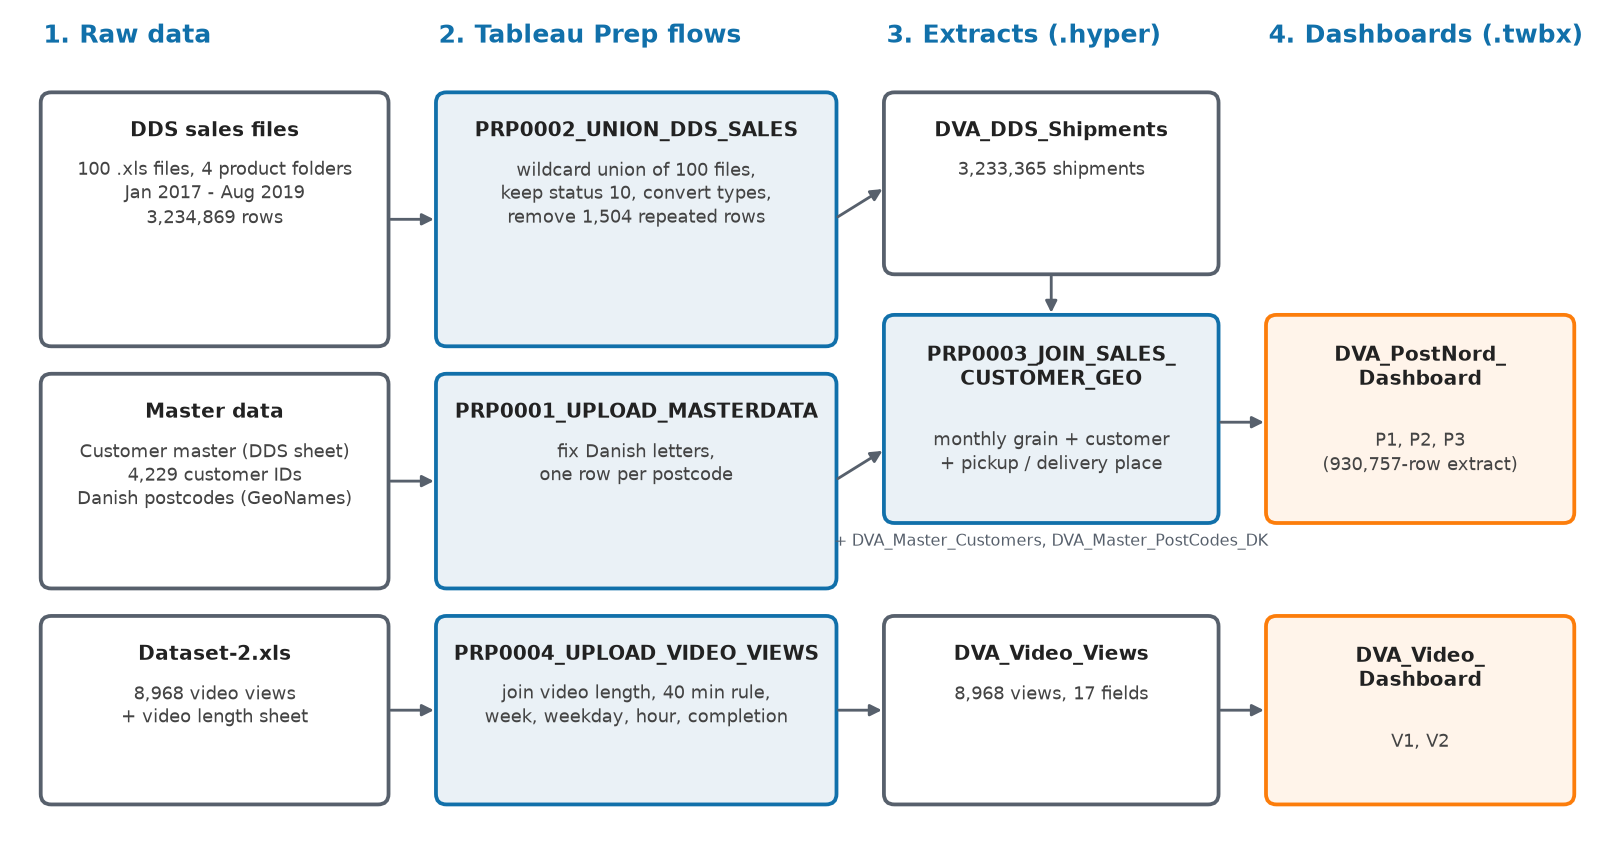 1. Raw data
2. Tableau Prep flows
3. Extracts (.hyper)
4. Dashboards (.twbx)
DDS sales files
100 .xls files, 4 product folders
Jan 2017 - Aug 2019
3,234,869 rows
PRP0002_UNION_DDS_SALES
wildcard union of 100 files,
keep status 10, convert types,
remove 1,504 repeated rows
DVA_DDS_Shipments
3,233,365 shipments
Master data
Customer master (DDS sheet)
4,229 customer IDs
Danish postcodes (GeoNames)
PRP0001_UPLOAD_MASTERDATA
fix Danish letters,
one row per postcode
PRP0003_JOIN_SALES_
CUSTOMER_GEO
monthly grain + customer
+ pickup / delivery place
+ DVA_Master_Customers, DVA_Master_PostCodes_DK
DVA_PostNord_
Dashboard
P1, P2, P3
(930,757-row extract)
Dataset-2.xls
8,968 video views
+ video length sheet
PRP0004_UPLOAD_VIDEO_VIEWS
join video length, 40 min rule,
week, weekday, hour, completion
DVA_Video_Views
8,968 views, 17 fields
DVA_Video_
Dashboard
V1, V2